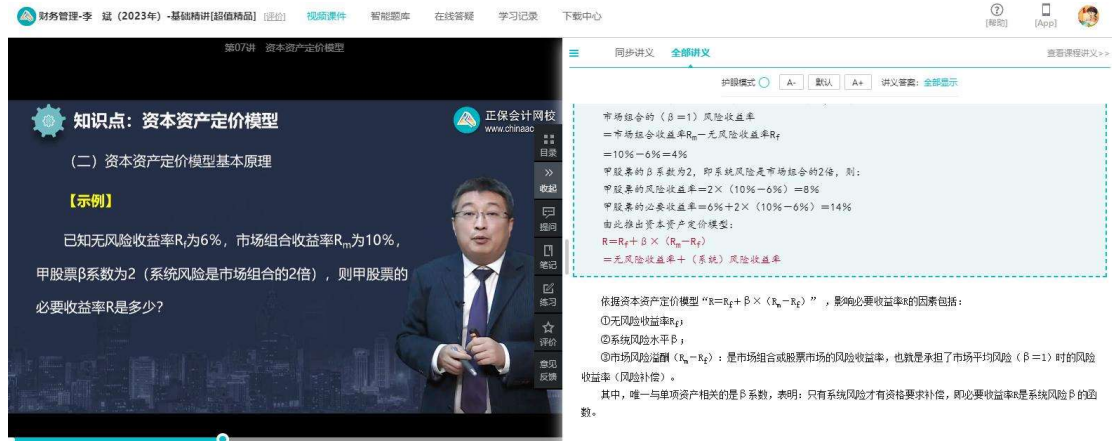 财务管理-李 斌（2023年）-基础精讲[超值精品] [评价] 视频课件 智能题库 在线答疑 学习记录 下载中心
[帮助] [App]
第07讲 资本资产定价模型
知识点：资本资产定价模型
正保会计网校
www.chinaac
（二）资本资产定价模型基本原理
【示例】
已知无风险收益率Rf为6%，市场组合收益率Rm为10%，
甲股票β系数为2（系统风险是市场组合的2倍），则甲股票的
必要收益率R是多少？
目录
收起
提问
笔记
练习
评价
意见
反馈
同步讲义 全部讲义 查看课程讲义>>
护眼模式 A- 默认 A+ 讲义答案：全部显示
市场组合的（β=1）风险收益率
=市场组合收益率Rm-无风险收益率Rf
=10%-6%=4%
甲股票的β系数为2，即系统风险是市场组合的2倍，则：
甲股票的风险收益率=2×（10%-6%）=8%
甲股票的必要收益率=6%+2×（10%-6%）=14%
由此推出资本资产定价模型：
R=Rf+β×（Rm-Rf）
=无风险收益率+（系统）风险收益率
依据资本资产定价模型“R=Rf+β×（Rm-Rf）”，影响必要收益率R的因素包括：
①无风险收益率Rf；
②系统风险水平β；
③市场风险溢酬（Rm-Rf）：是市场组合或股票市场的风险收益率，也就是承担了市场平均风险（β=1）时的风险
收益率（风险补偿）。
其中，唯一与单项资产相关的是β系数，表明：只有系统风险才有资格要求补偿，即必要收益率R是系统风险β的函
数。